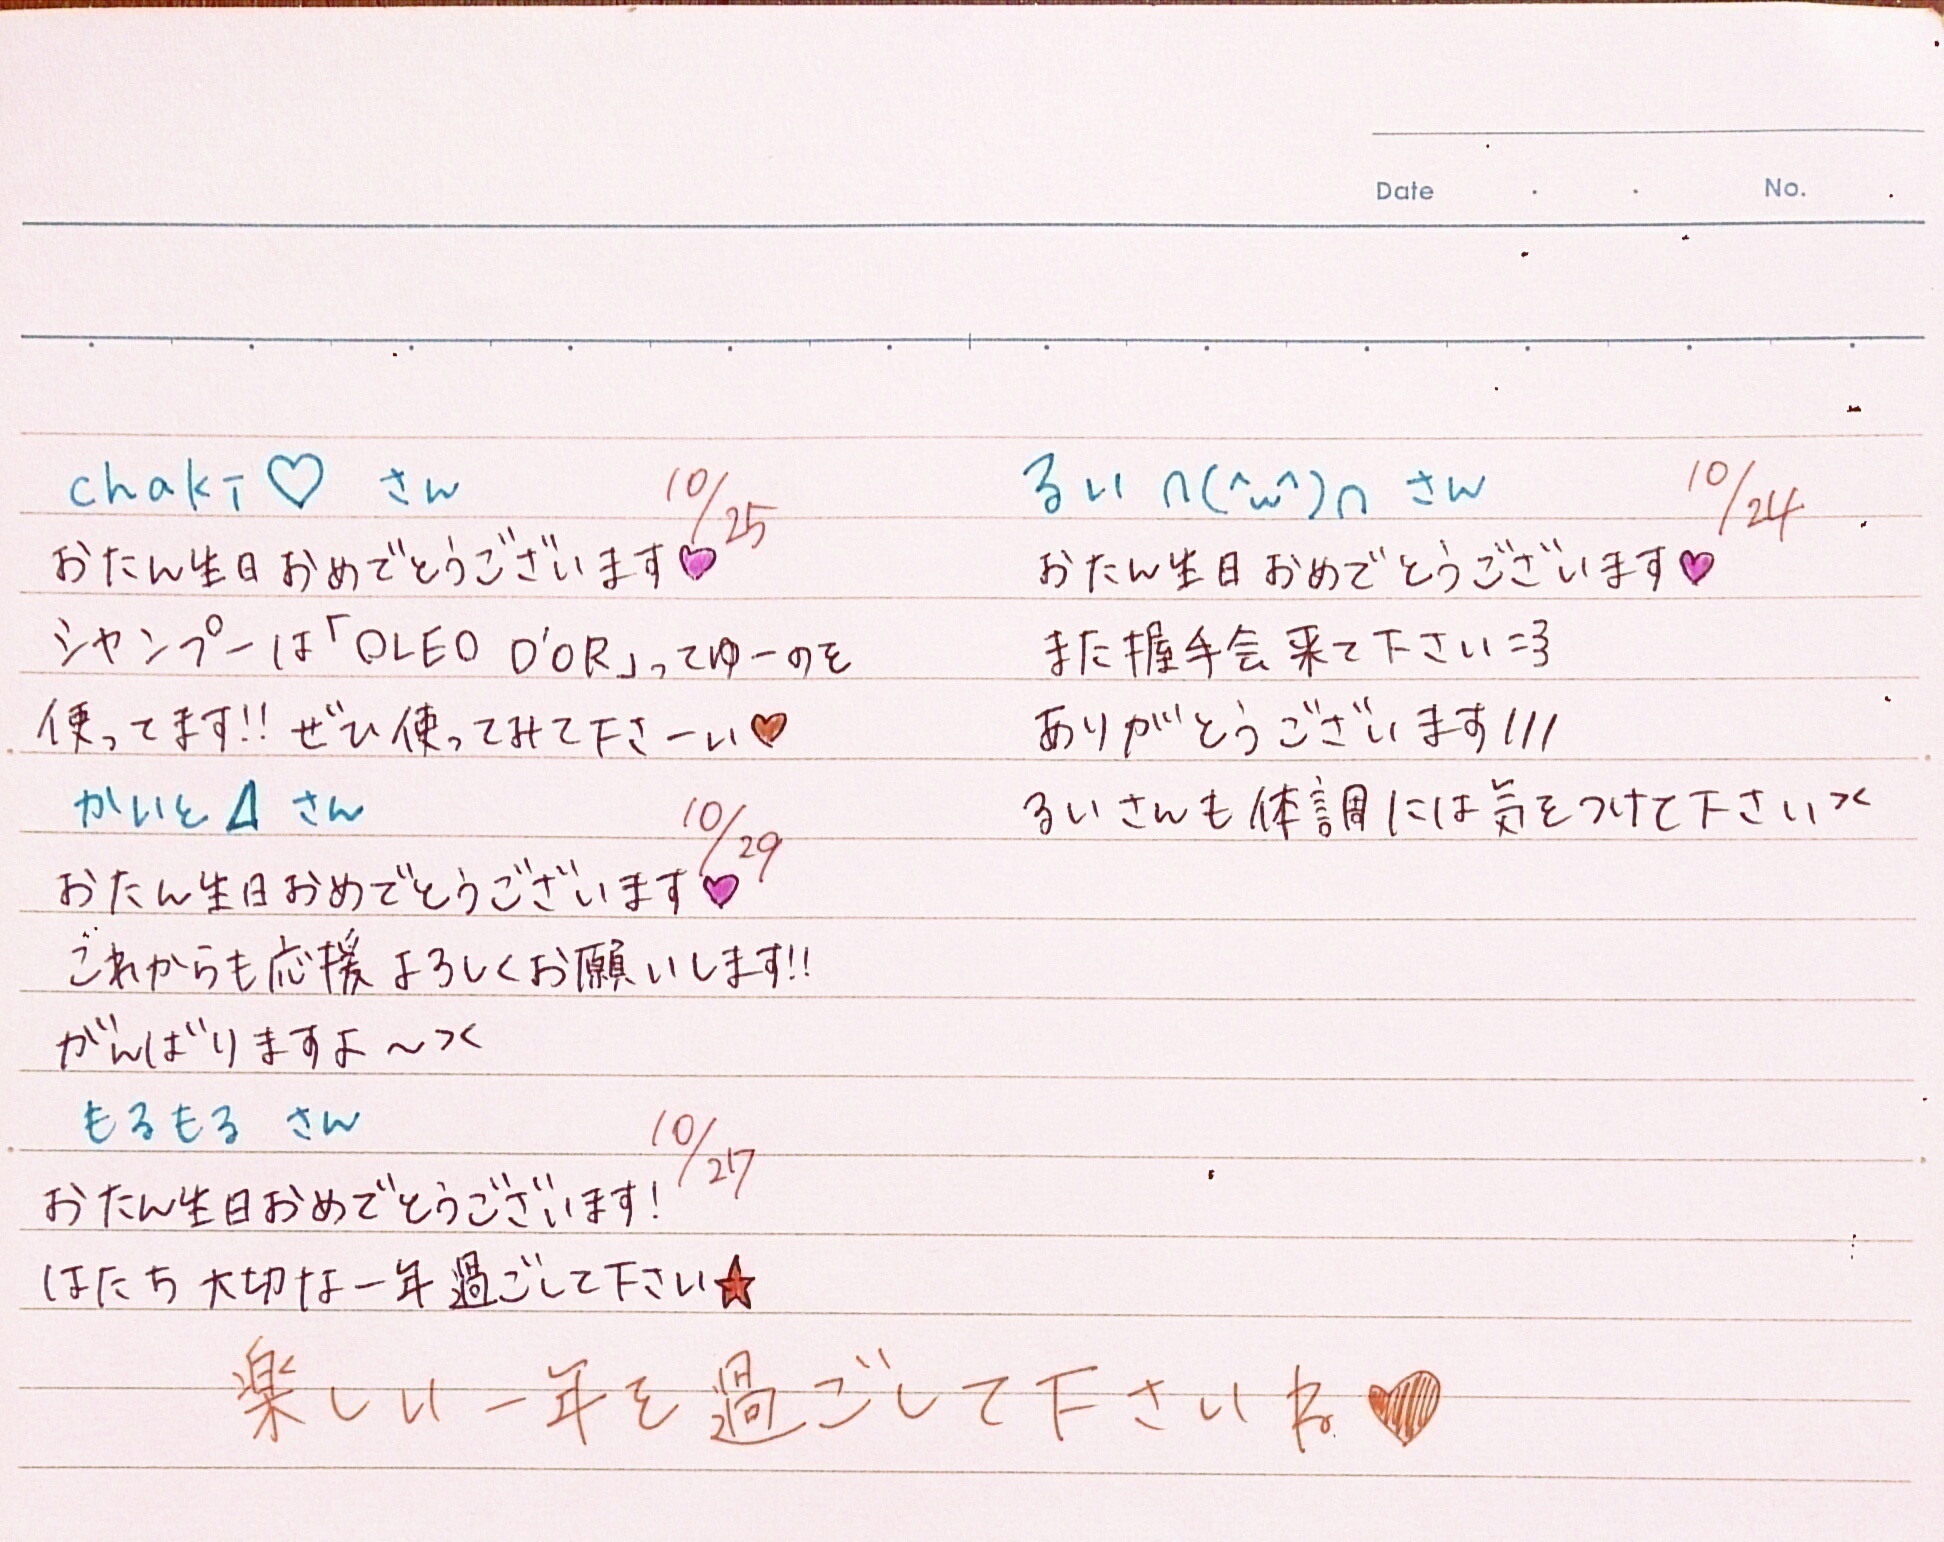 Date . . No.
chakI♡ さん 10/25
おたん生日おめでとうございます♥
シャンプーは「OLEO D'OR」ってゆーのを
使ってます!! ぜひ使ってみて下さーい♥
かいと⊿ さん 10/29
おたん生日おめでとうございます♥
これからも応援よろしくお願いします!!
がんばりますよ〜><
もるもる さん 10/27
おたん生日おめでとうございます!
はたち 大切な一年過ごして下さい★
るい ∩(^ω^)∩ さん 10/24
おたん生日おめでとうございます♥
また握手会来て下さい=3
ありがとうございます///
るいさんも体調には気をつけて下さい><
楽しい一年を過ごして下さいね♥